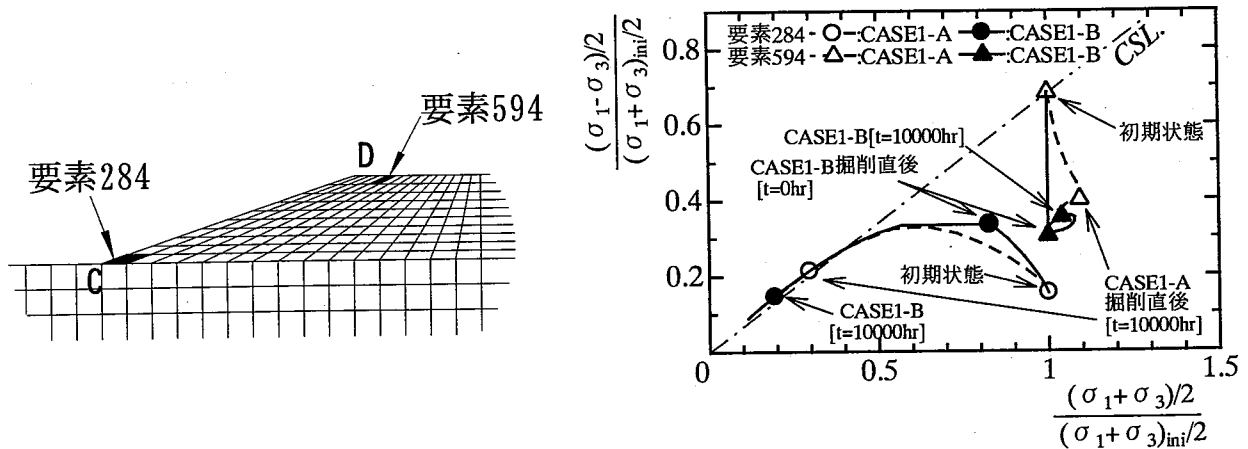 要素594
D
要素284
C
(σ1-σ3)/2
(σ1+σ3)ini/2
0.8
0.6
0.4
0.2
要素284 -○-:CASE1-A -●-:CASE1-B
要素594 -△-:CASE1-A -▲-:CASE1-B
CSL.
初期状態
CASE1-B[t=10000hr]
CASE1-B掘削直後
[t=0hr]
初期状態
CASE1-A
掘削直後
[t=10000hr]
CASE1-B
[t=10000hr]
0
0.5
1
1.5
(σ1+σ3)/2
(σ1+σ3)ini/2